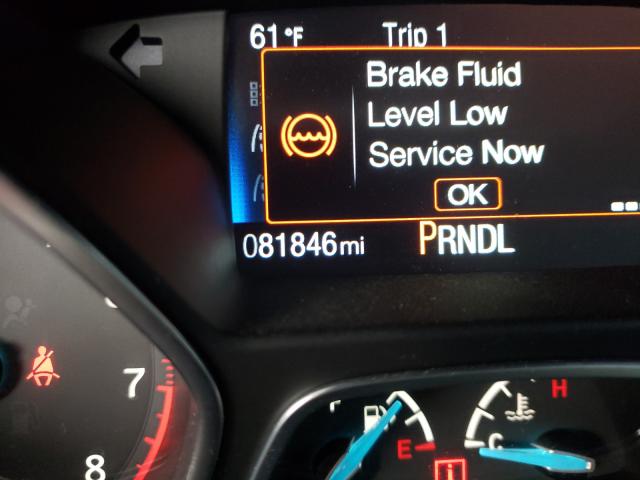 61°F Trip 1
Brake Fluid
Level Low
Service Now
OK
081846mi PRNDL
7
8
E
C
H